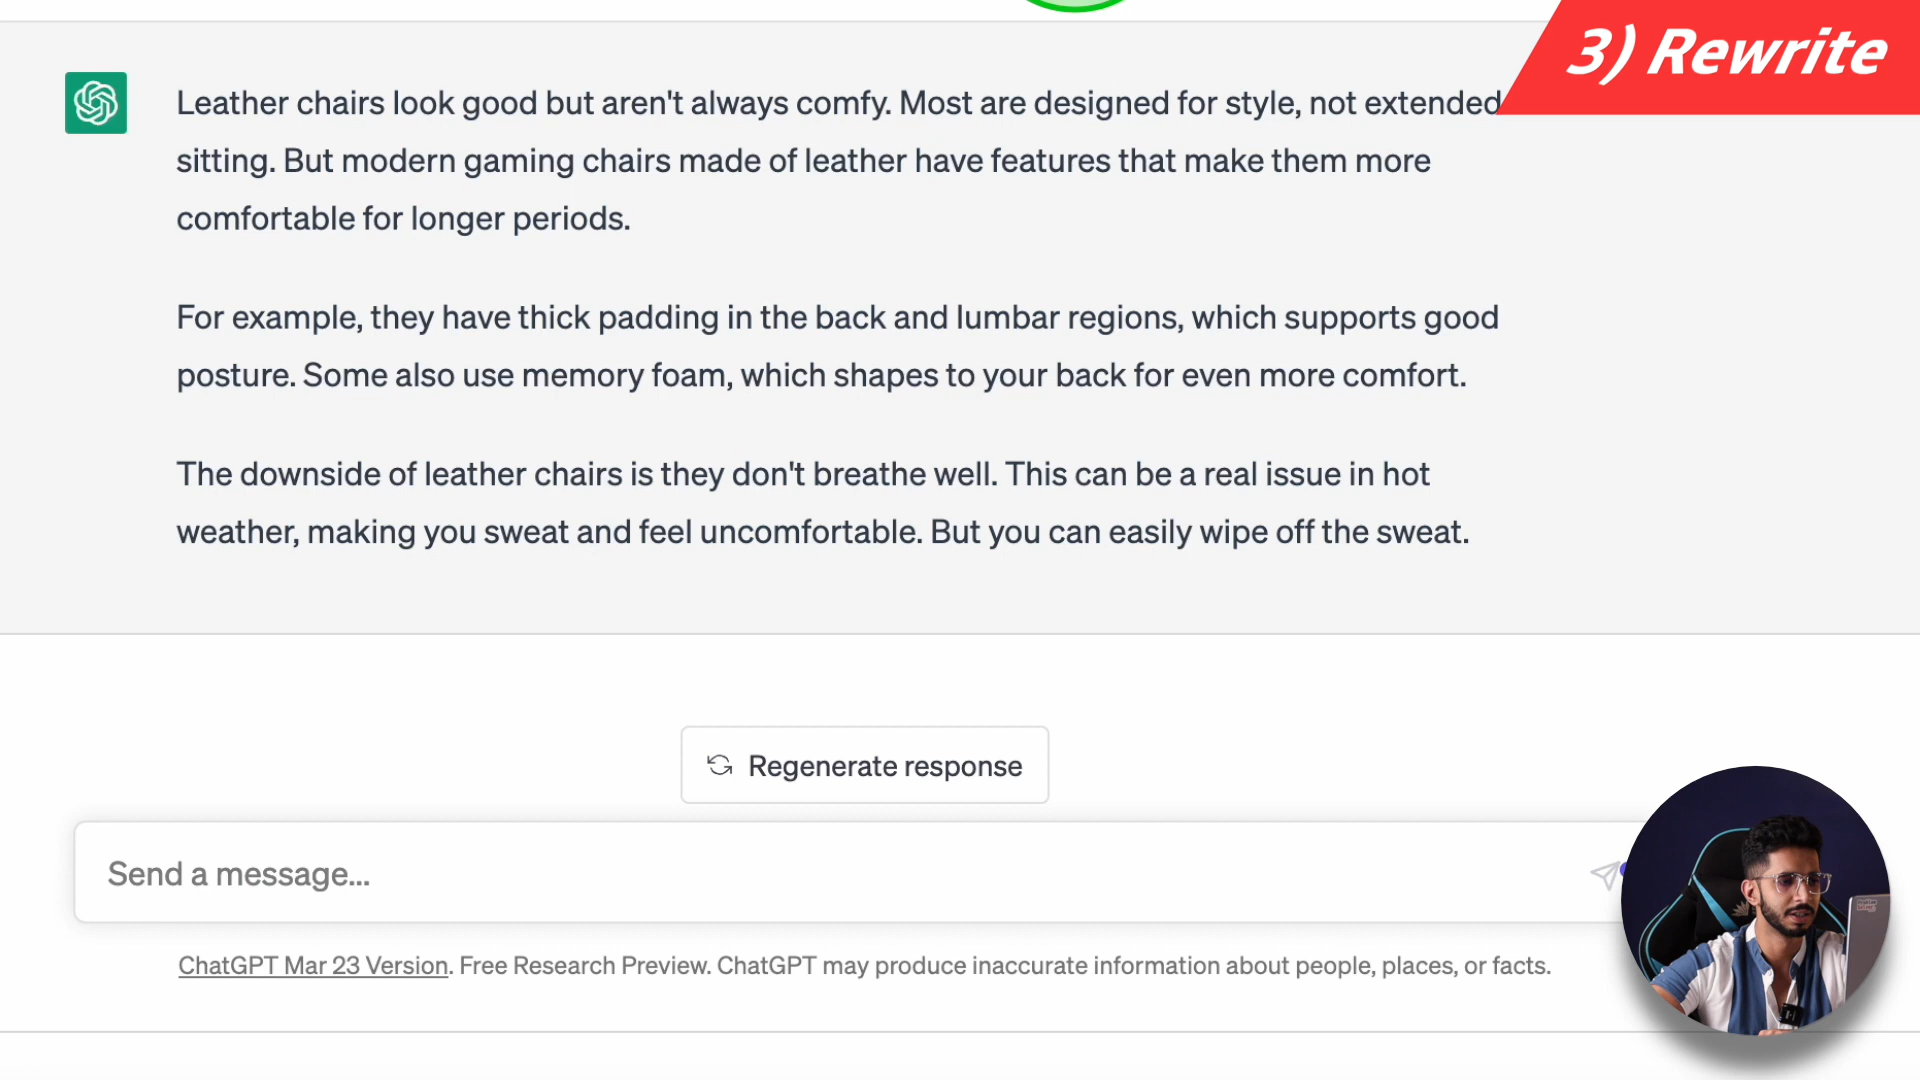 3) Rewrite
Leather chairs look good but aren't always comfy. Most are designed for style, not extended
sitting. But modern gaming chairs made of leather have features that make them more
comfortable for longer periods.
For example, they have thick padding in the back and lumbar regions, which supports good
posture. Some also use memory foam, which shapes to your back for even more comfort.
The downside of leather chairs is they don't breathe well. This can be a real issue in hot
weather, making you sweat and feel uncomfortable. But you can easily wipe off the sweat.
Regenerate response
Send a message...
ChatGPT Mar 23 Version. Free Research Preview. ChatGPT may produce inaccurate information about people, places, or facts.